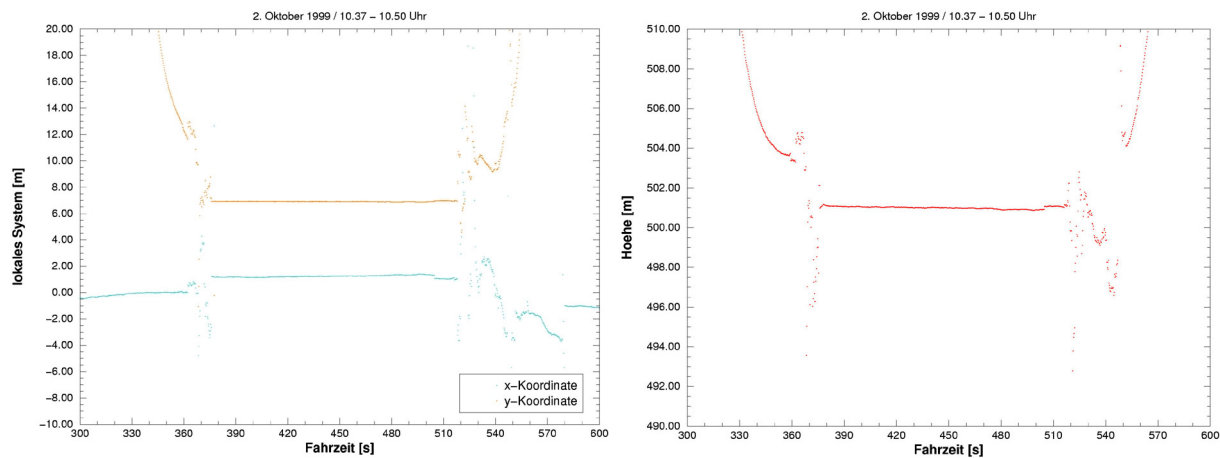 2. Oktober 1999 / 10.37 − 10.50 Uhr
20.00
18.00
16.00
14.00
12.00
10.00
8.00
6.00
4.00
2.00
0.00
−2.00
−4.00
−6.00
−8.00
−10.00
lokales System [m]
x−Koordinate
y−Koordinate
300 330 360 390 420 450 480 510 540 570 600
Fahrzeit [s]
2. Oktober 1999 / 10.37 − 10.50 Uhr
510.00
508.00
506.00
504.00
502.00
500.00
498.00
496.00
494.00
492.00
490.00
Hoehe [m]
300 330 360 390 420 450 480 510 540 570 600
Fahrzeit [s]